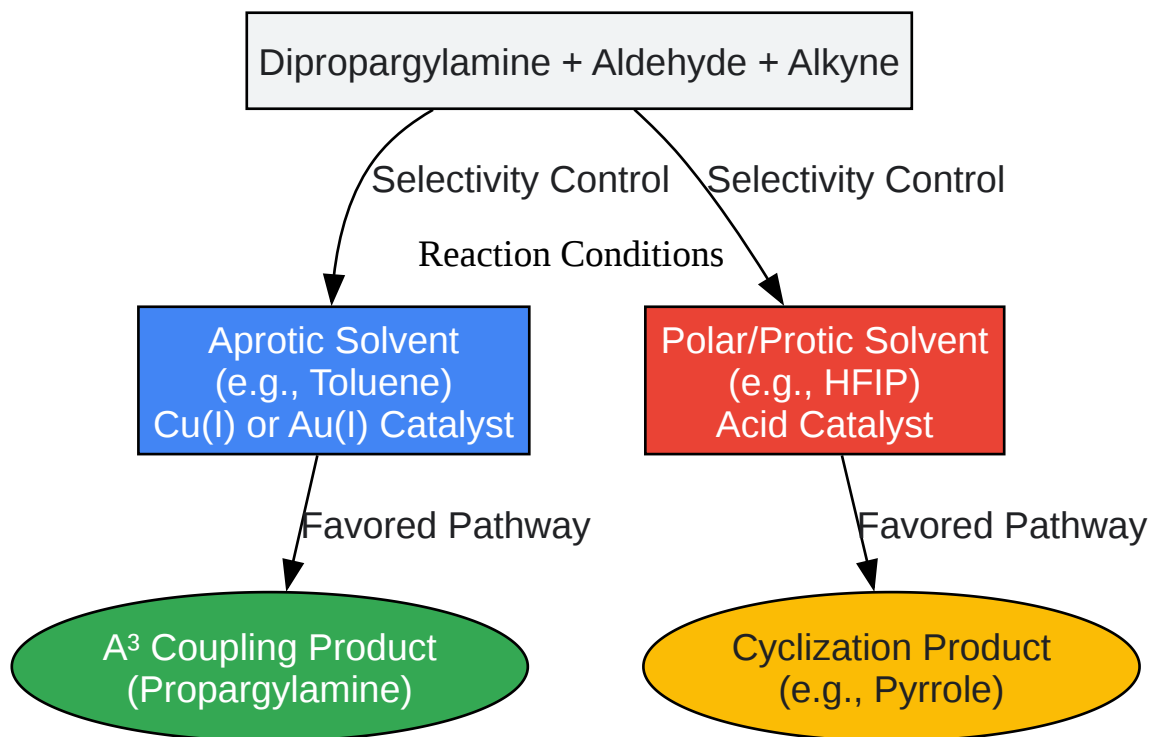 Dipropargylamine + Aldehyde + Alkyne
Selectivity Control
Selectivity Control
Reaction Conditions
Aprotic Solvent
(e.g., Toluene)
Cu(I) or Au(I) Catalyst
Polar/Protic Solvent
(e.g., HFIP)
Acid Catalyst
Favored Pathway
Favored Pathway
A³ Coupling Product
(Propargylamine)
Cyclization Product
(e.g., Pyrrole)